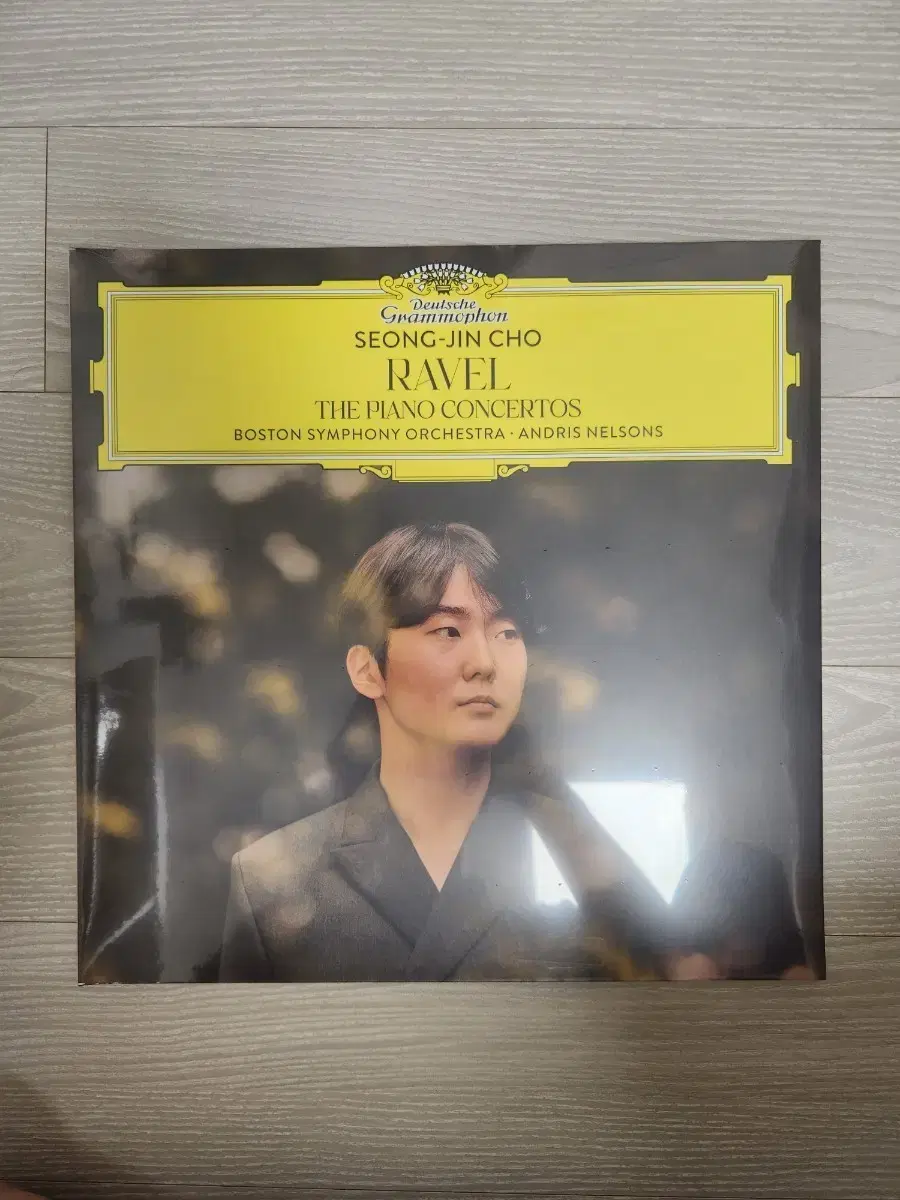 Deutsche
Grammophon
SEONG-JIN CHO
RAVEL
THE PIANO CONCERTOS
BOSTON SYMPHONY ORCHESTRA · ANDRIS NELSONS